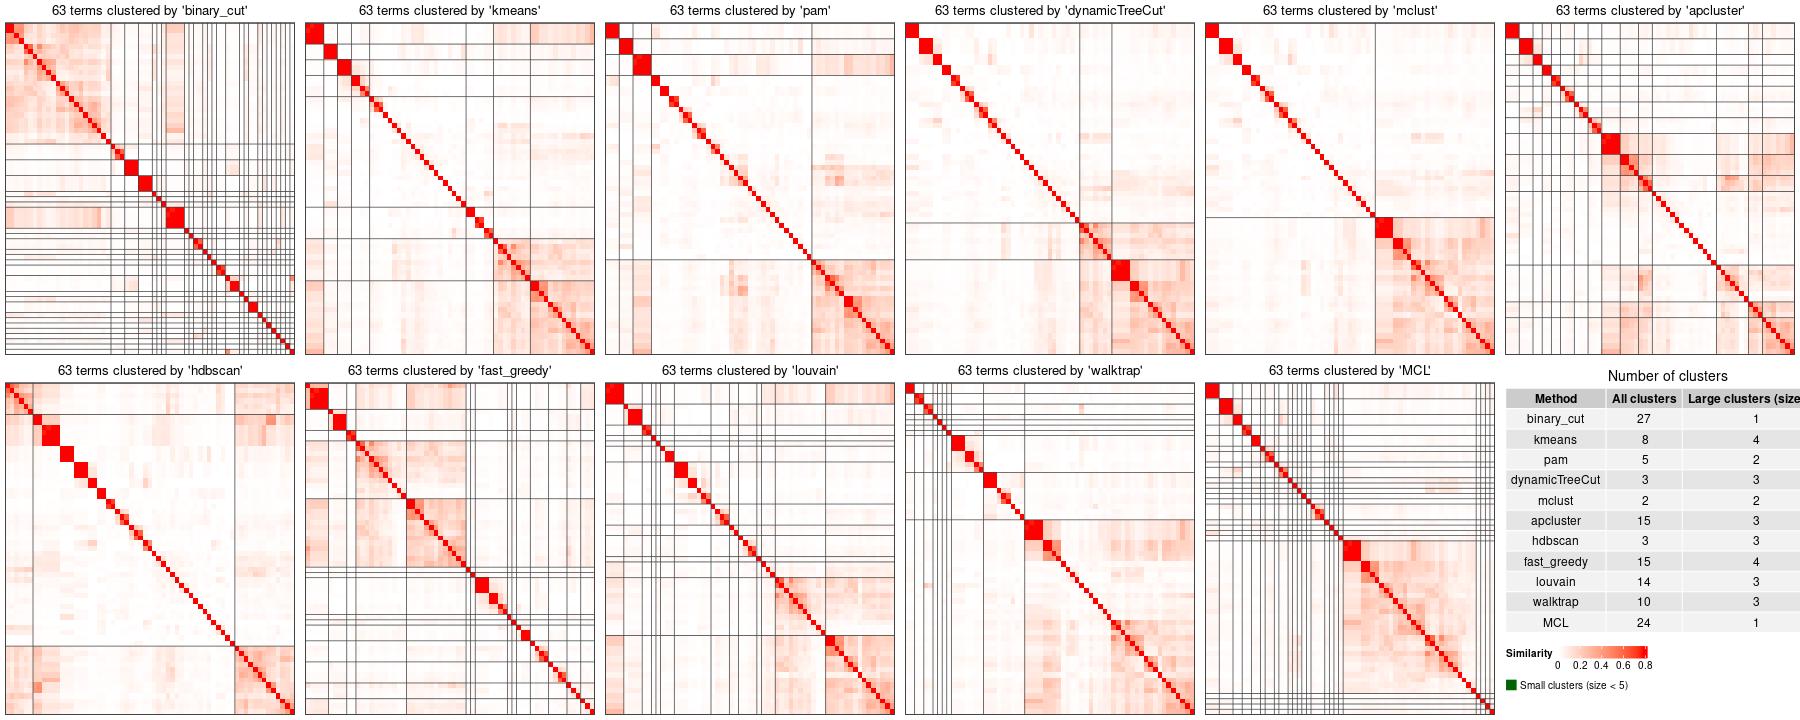 63 terms clustered by 'binary_cut'
63 terms clustered by 'kmeans'
63 terms clustered by 'pam'
63 terms clustered by 'dynamicTreeCut'
63 terms clustered by 'mclust'
63 terms clustered by 'apcluster'
63 terms clustered by 'hdbscan'
63 terms clustered by 'fast_greedy'
63 terms clustered by 'louvain'
63 terms clustered by 'walktrap'
63 terms clustered by 'MCL'
Number of clusters
Method All clusters Large clusters (size
binary_cut 27 1
kmeans 8 4
pam 5 2
dynamicTreeCut 3 3
mclust 2 2
apcluster 15 3
hdbscan 3 3
fast_greedy 15 4
louvain 14 3
walktrap 10 3
MCL 24 1
Similarity
0 0.2 0.4 0.6 0.8
Small clusters (size < 5)